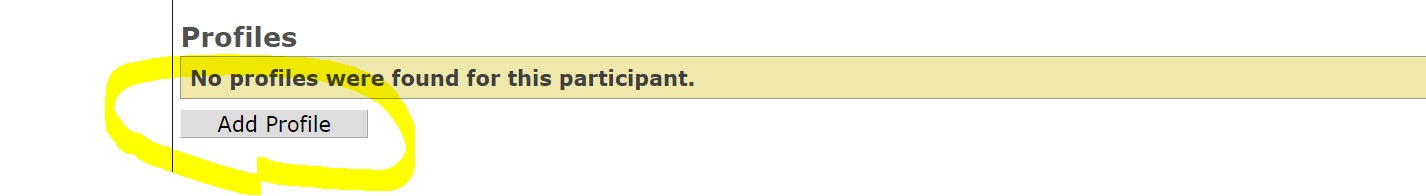 Profiles
No profiles were found for this participant.
Add Profile